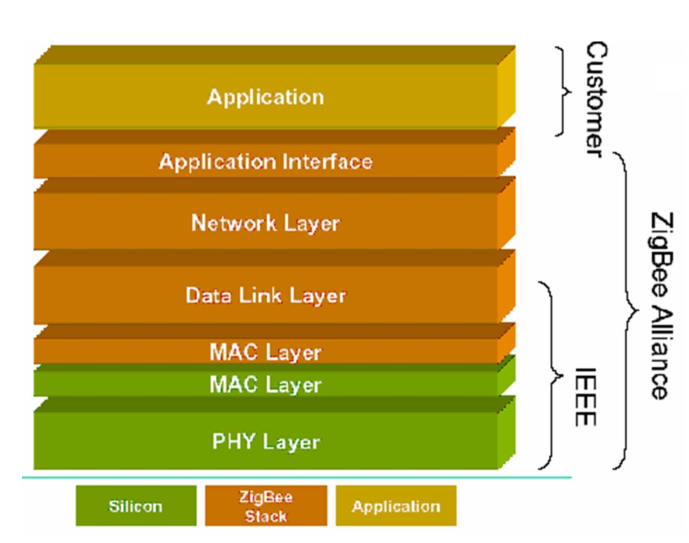 Application
Application Interface
Network Layer
Data Link Layer
MAC Layer
MAC Layer
PHY Layer
Customer
IEEE
ZigBee Alliance
Silicon
ZigBee
Stack
Application